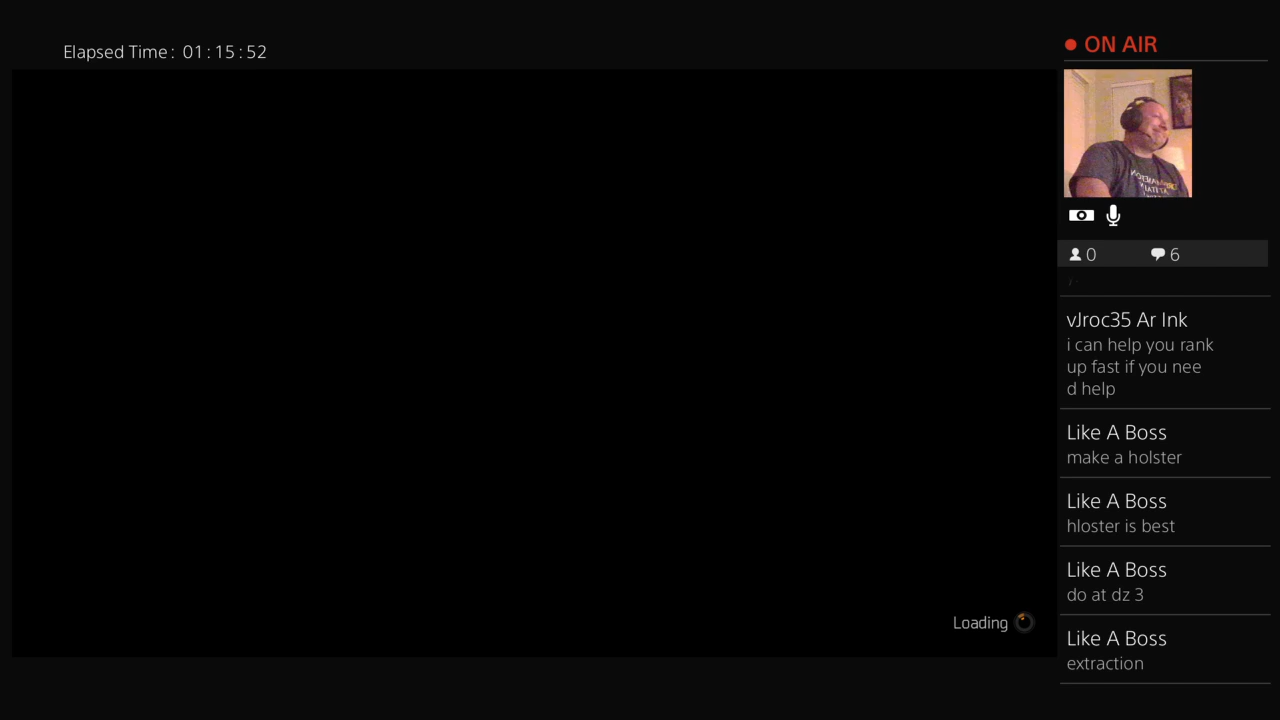 Elapsed Time: 01:15:52
ON AIR
0
6
vJroc35 Ar Ink
i can help you rank
up fast if you nee
d help
Like A Boss
make a holster
Like A Boss
hloster is best
Like A Boss
do at dz 3
Like A Boss
extraction
Loading